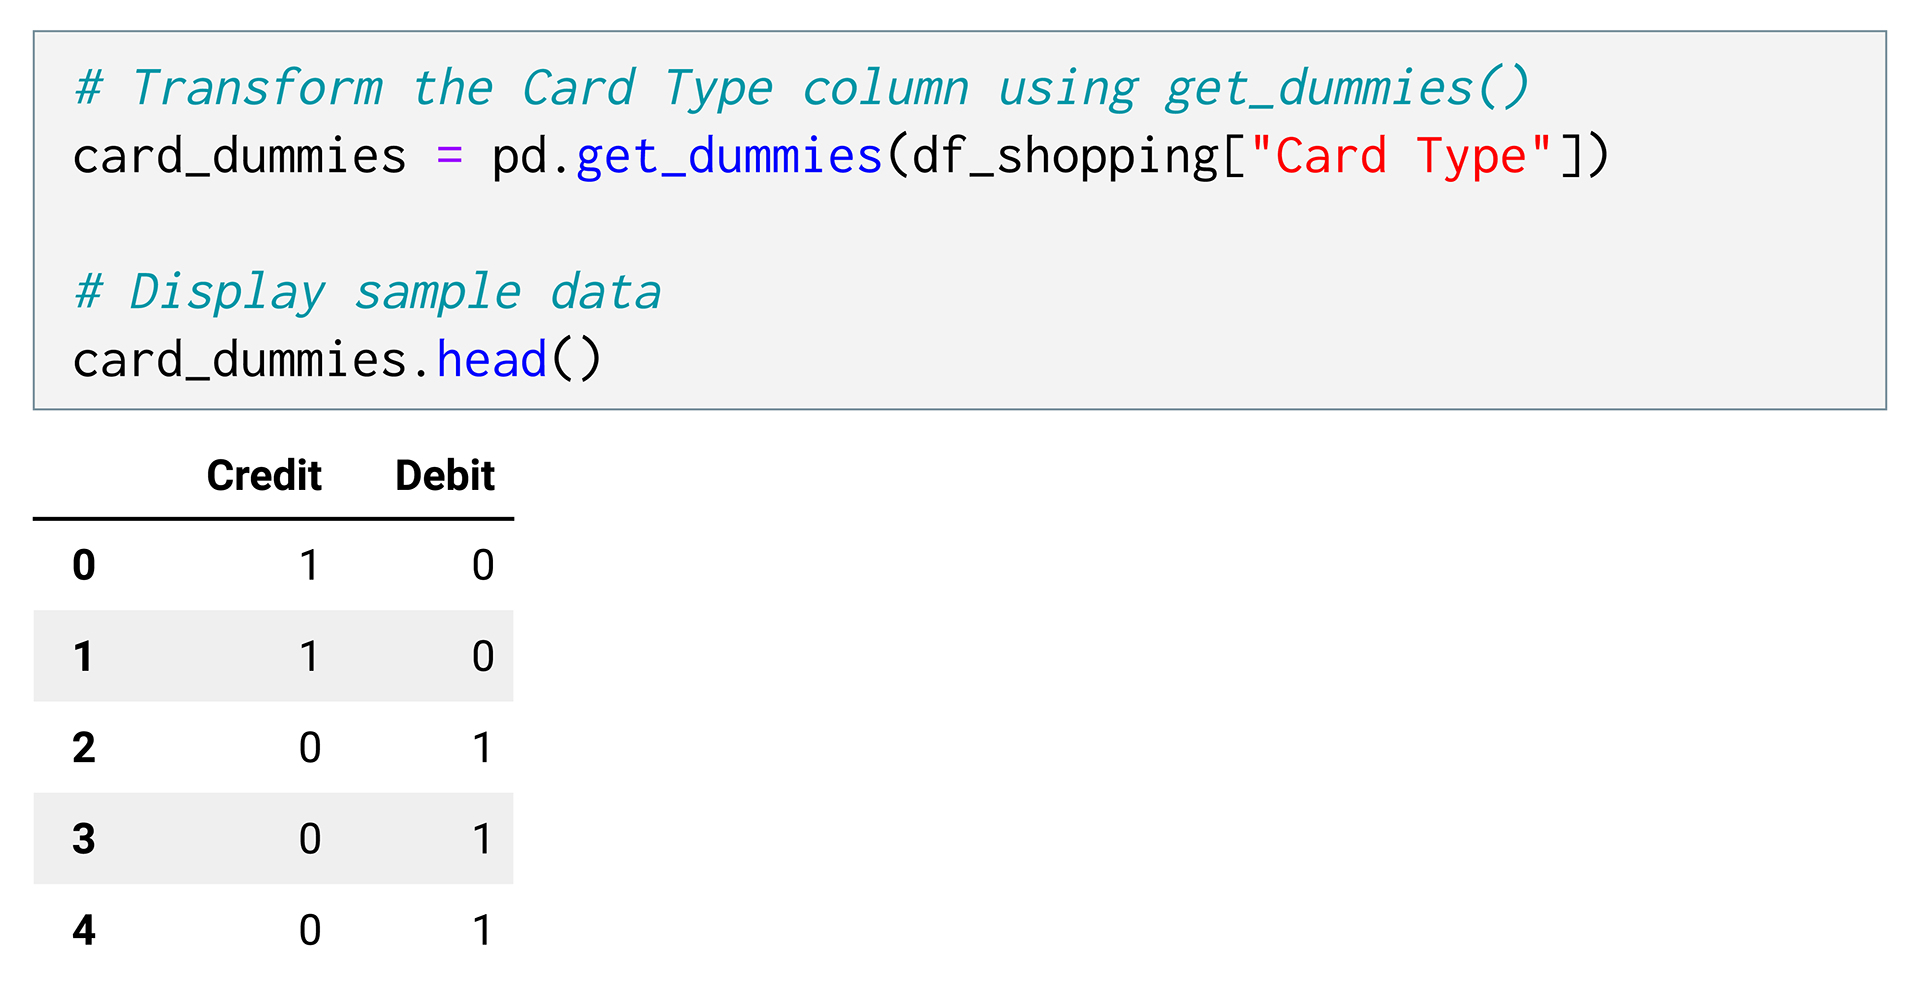 # Transform the Card Type column using get_dummies()
card_dummies = pd.get_dummies(df_shopping["Card Type"])
# Display sample data
card_dummies.head()
Credit Debit
0 1 0
1 1 0
2 0 1
3 0 1
4 0 1